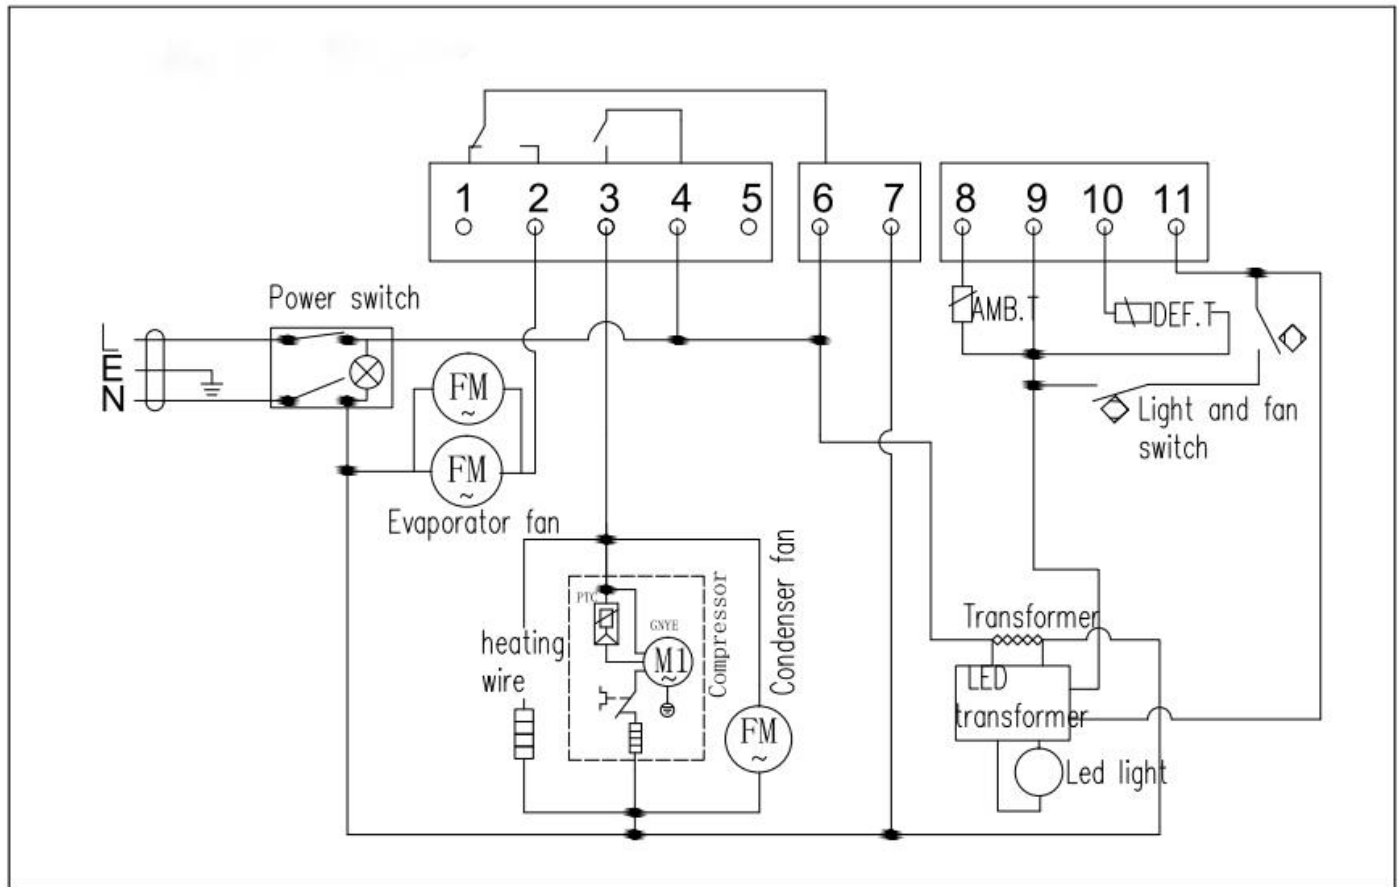 1 2 3 4 5 6 7 8 9 10 11
Power switch
AMB.T
DEF.T
L
E
N
FM
~
FM
~
Light and fan
switch
Evaporator fan
Condenser fan
Compressor
PTC
GNYE
M1
~
heating
wire
FM
~
Transformer
LED
transformer
Led light